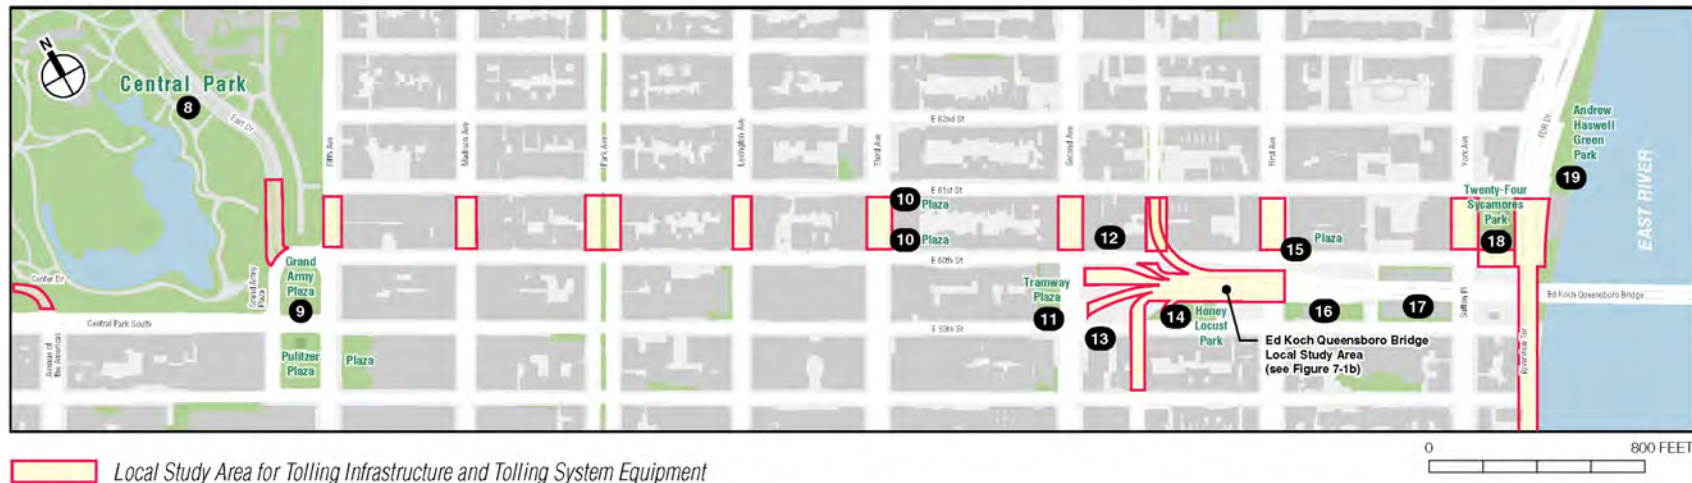 N
Central Park
8
East Dr
Center Dr
Grand Army
Plaza
Grand
Army
Plaza
9
Central Park South
Avenue of
the Americas
Pulitzer
Plaza
Plaza
Fifth Ave
Madison Ave
Park Ave
Lexington Ave
Third Ave
Second Ave
First Ave
York Ave
E 62nd St
E 61st St
10
Plaza
10
Plaza
E 60th St
12
Tramway
Plaza
11
E 59th St
13
14
Honey
Locust
Park
15
Plaza
16
17
Sutton Pl
Ed Koch Queensboro Bridge
Local Study Area
(see Figure 7-1b)
Twenty-Four
Sycamores
Park
18
FDR Dr
Andrew
Haswell
Green
Park
19
EAST RIVER
Ed Koch Queensboro Bridge
Riverview Ter
0
800 FEET
Local Study Area for Tolling Infrastructure and Tolling System Equipment